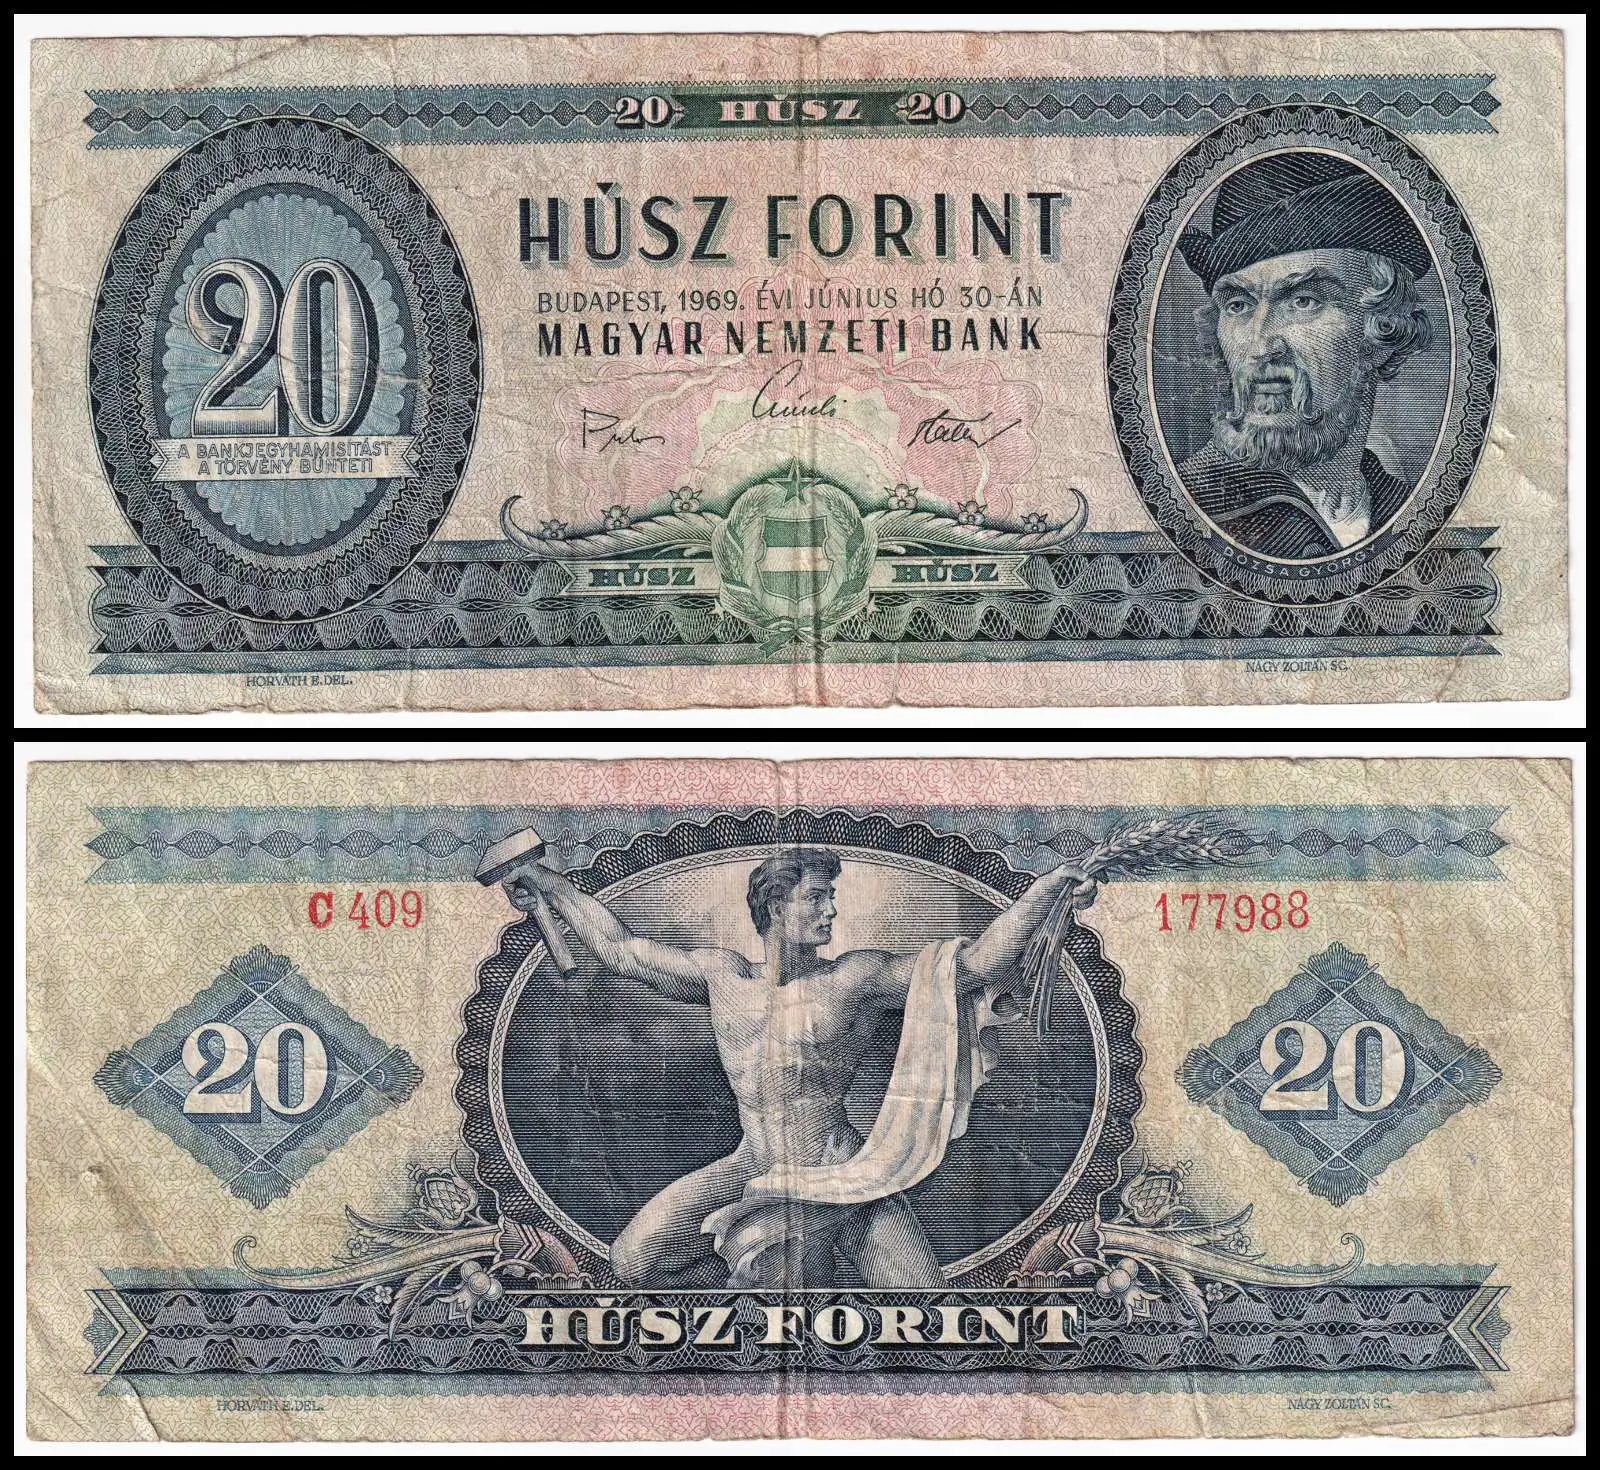 20 HÚSZ 20
HÚSZ FORINT
BUDAPEST, 1969. ÉVI JÚNIUS HÓ 30-ÁN
MAGYAR NEMZETI BANK
20
A BANKJEGYHAMISÍTÁST
A TÖRVÉNY BÜNTETI
HÚSZ HÚSZ
DÓZSA GYÖRGY
HORVÁTH E. DEL. NAGY ZOLTÁN SC.
C 409 177988
20 20
HÚSZ FORINT
HORVÁTH E. DEL. NAGY ZOLTÁN SC.